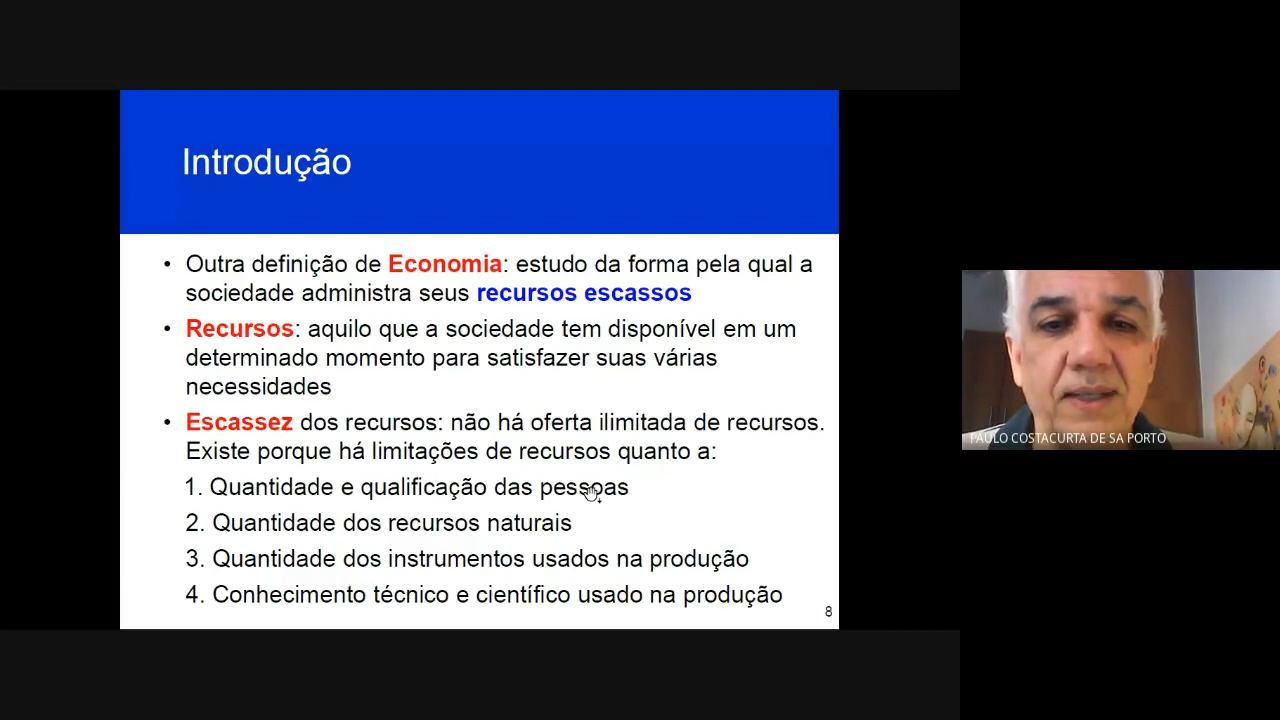 Introdução
• Outra definição de Economia: estudo da forma pela qual a
sociedade administra seus recursos escassos
• Recursos: aquilo que a sociedade tem disponível em um
determinado momento para satisfazer suas várias
necessidades
• Escassez dos recursos: não há oferta ilimitada de recursos.
Existe porque há limitações de recursos quanto a:
1. Quantidade e qualificação das pessoas
2. Quantidade dos recursos naturais
3. Quantidade dos instrumentos usados na produção
4. Conhecimento técnico e científico usado na produção
8
PAULO COSTACURTA DE SA PORTO